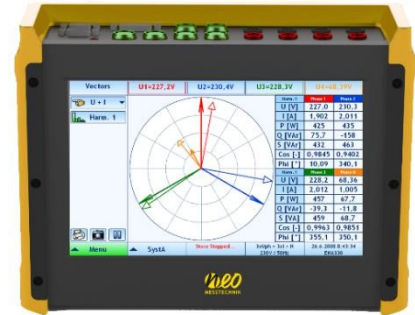 Vectors U1=227,2V U2=230,4V U3=228,3V U4=68,39V
U + I
Harm. 1
Harm. 1 Phase 1 Phase 2
U [V] 227,0 230,3
I [A] 1,902 2,011
P [W] 425 435
Q [VAr] 75,7 -158
S [VA] 432 463
Cos [-] 0,9845 0,9402
Phi [°] 10,09 340,1
Harm. 1 Phase 3 Phase 4
U [V] 228,2 68,36
I [A] 2,012 1,005
P [W] 457 67,7
Q [VAr] -39,3 -11,8
S [VA] 459 68,7
Cos [-] 0,9963 0,9851
Phi [°] 355,1 350,1
Menu SystA Store Stopped...
230V / 50Hz
neo
MESSTECHNIK